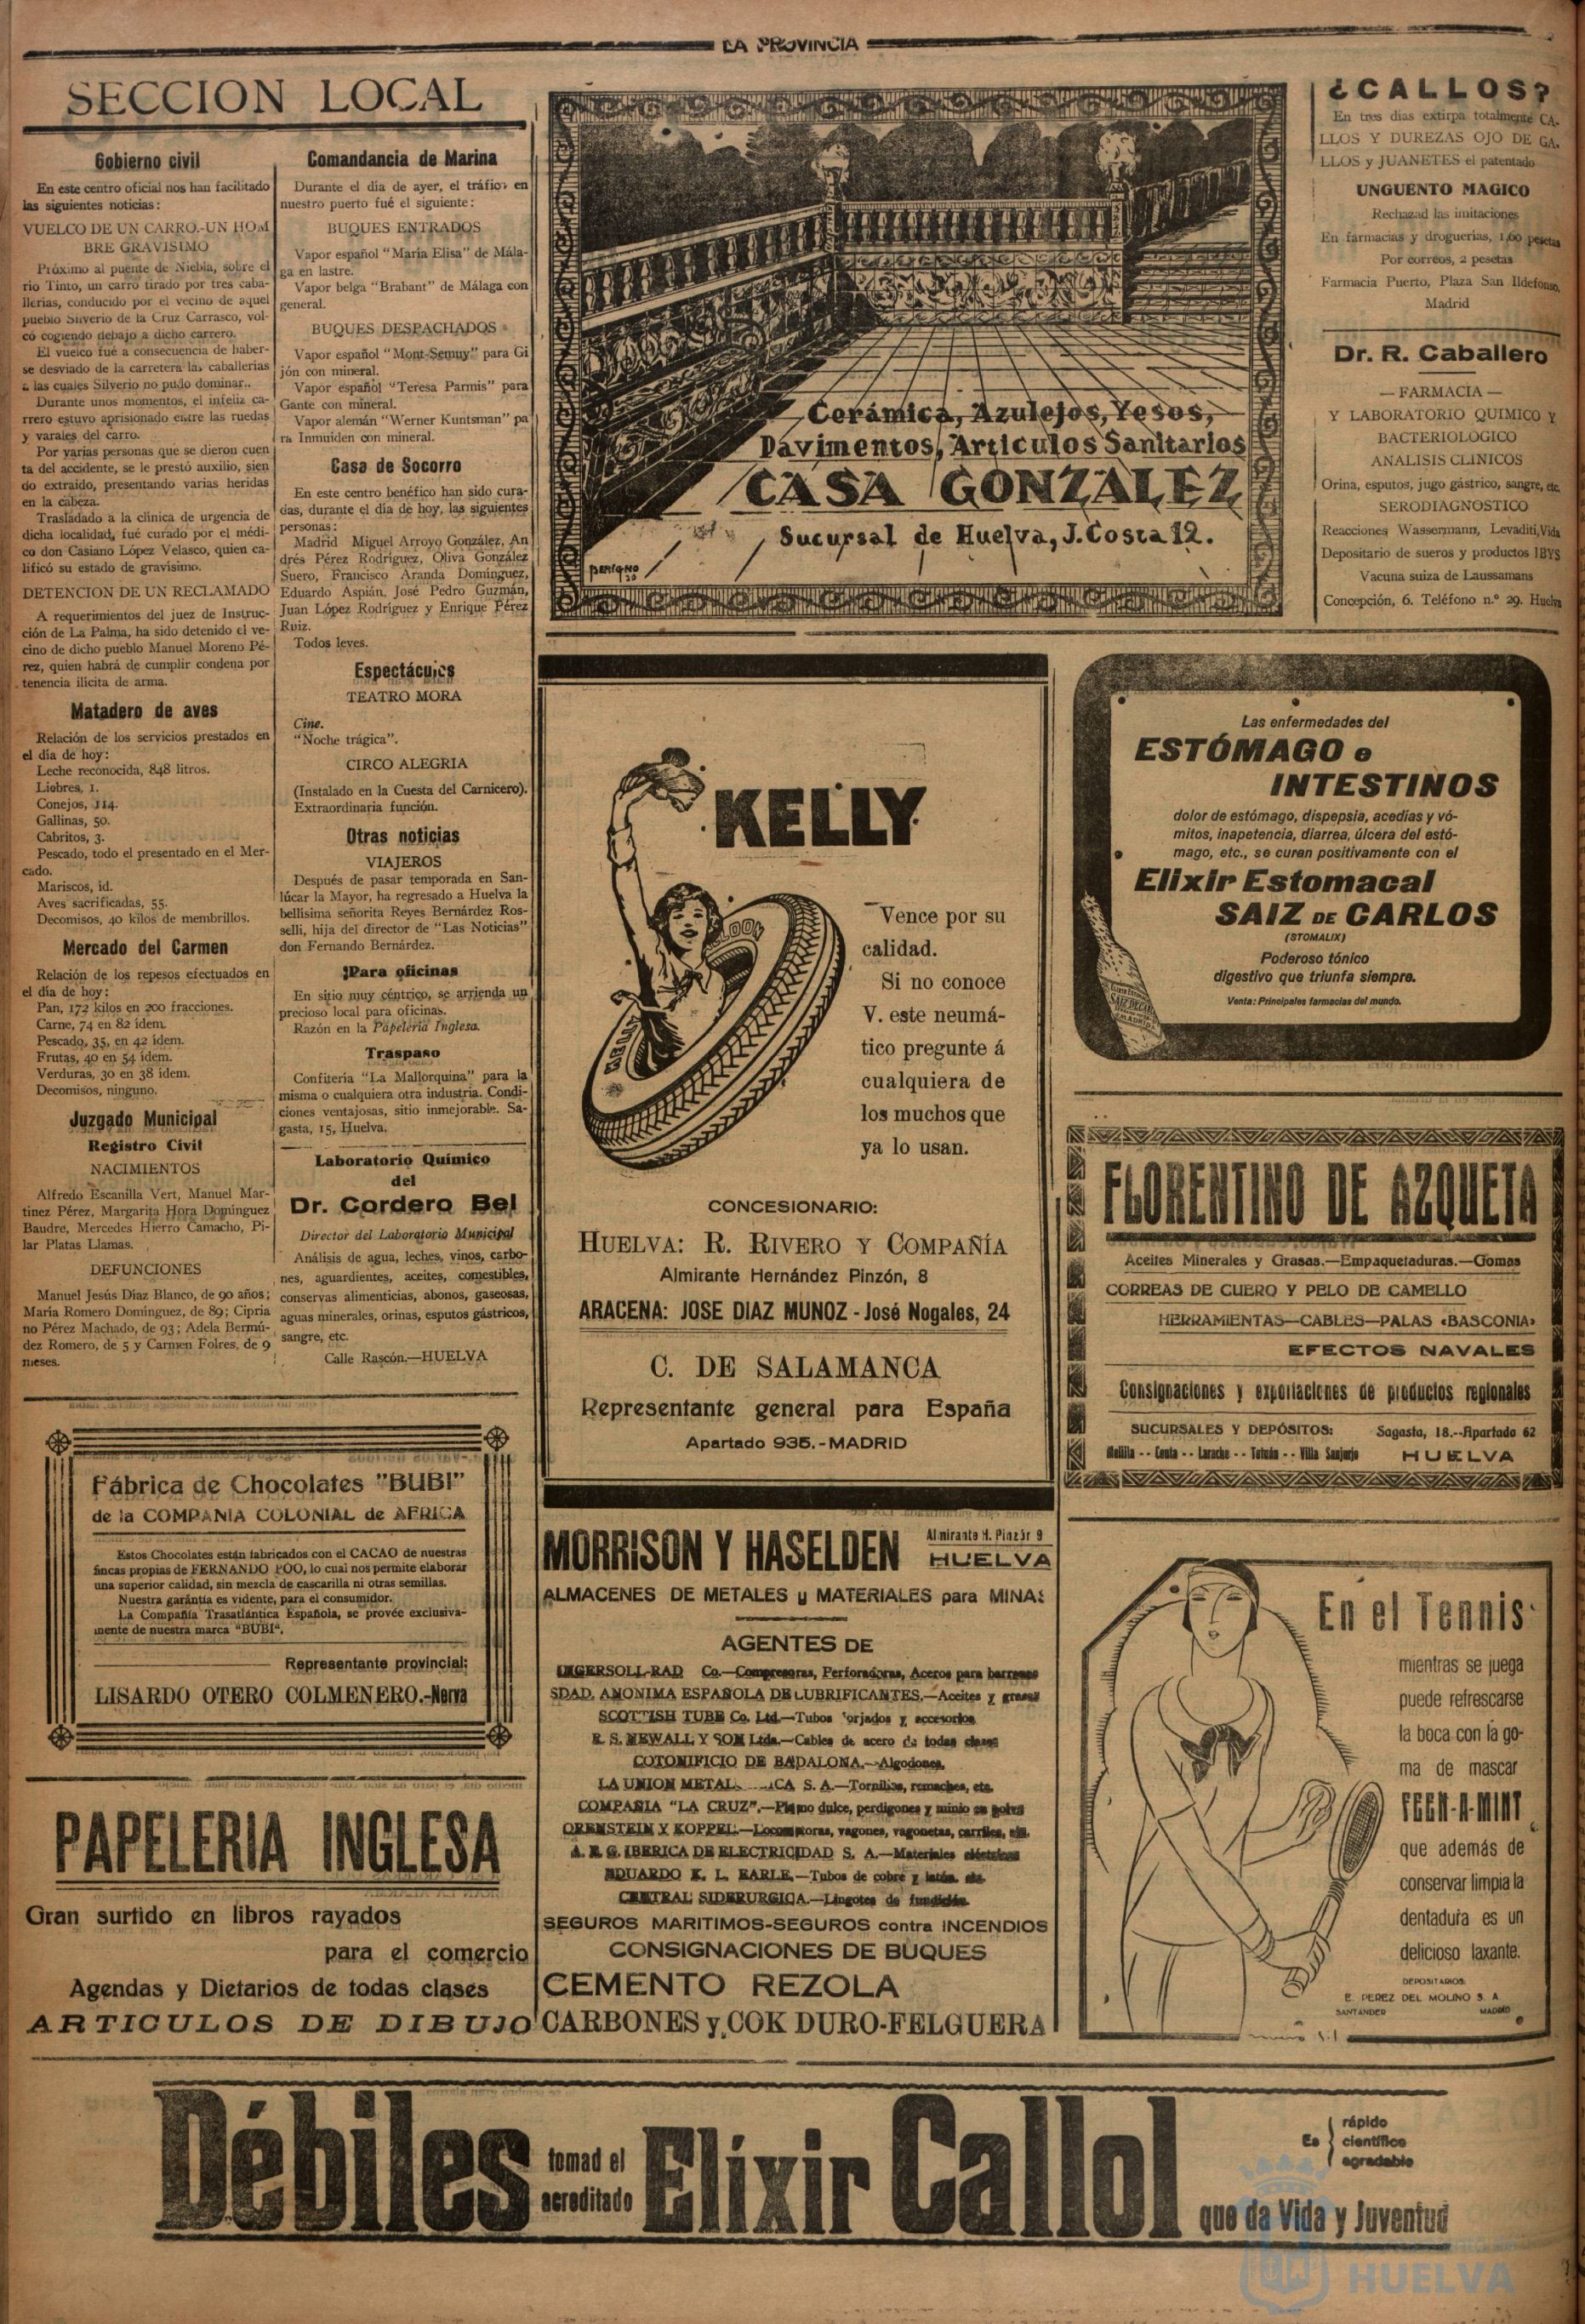 LA PROVINCIA
SECCION LOCAL
Gobierno civil
En este centro oficial nos han facilitado
las siguientes noticias:
VUELCO DE UN CARRO.-UN HOM
BRE GRAVISIMO
Próximo al puente de Niebla, sobre el
rio Tinto, un carro tirado por tres caba-
llerias, conducido por el vecino de aquel
pueblo Silverio de la Cruz Carrasco, vol-
có cogiendo debajo a dicho carrero.
El vuelco fué a consecuencia de haber-
se desviado de la carretera las caballerias
a las cuales Silverio no pudo dominar..
Durante unos momentos, el infeliz ca-
rrero estuvo aprisionado entre las ruedas
y varales del carro.
Por varias personas que se dieron cuen
ta del accidente, se le prestó auxilio, sien
do extraido, presentando varias heridas
en la cabeza.
Trasladado a la clinica de urgencia de
dicha localidad, fué curado por el médi-
co don Casiano López Velasco, quien ca-
lificó su estado de gravísimo.
DETENCION DE UN RECLAMADO
A requerimientos del juez de Instruc-
ción de La Palma, ha sido detenido el ve-
cino de dicho pueblo Manuel Moreno Pé-
rez, quien habrá de cumplir condena por
tenencia ilicita de arma.
Matadero de aves
Relación de los servicios prestados en
el día de hoy:
Leche reconocida, 848 litros.
Liebres, 1.
Conejos, 114.
Gallinas, 50.
Cabritos, 3.
Pescado, todo el presentado en el Mer-
cado.
Mariscos, id.
Aves sacrificadas, 55.
Decomisos, 40 kilos de membrillos.
Mercado del Carmen
Relación de los repesos efectuados en
el día de hoy:
Pan, 172 kilos en 200 fracciones.
Carne, 74 en 82 ídem.
Pescado, 35, en 42 idem.
Frutas, 40 en 54 ídem.
Verduras, 30 en 38 idem.
Decomisos, ninguno.
Juzgado Municipal
Registro Civil
NACIMIENTOS
Alfredo Escanilla Vert, Manuel Mar-
tinez Pérez, Margarita Hora Domínguez
Baudre, Mercedes Hierro Camacho, Pi-
lar Platas Llamas.
DEFUNCIONES
Manuel Jesús Díaz Blanco, de 90 años;
María Romero Domínguez, de 89; Cipria
no Pérez Machado, de 93; Adela Bermú-
dez Romero, de 5 y Carmen Folres, de 9
meses.
Comandancia de Marina
Durante el día de ayer, el tráfico en
nuestro puerto fué el siguiente:
BUQUES ENTRADOS
Vapor español "María Elisa" de Mála-
ga en lastre.
Vapor belga "Brabant" de Málaga con
general.
BUQUES DESPACHADOS
Vapor español "Mont-Semuy" para Gi
jón con mineral.
Vapor español "Teresa Parmis" para
Gante con mineral.
Vapor alemán "Werner Kuntsman" pa
ra Inmuiden con mineral.
Casa de Socorro
En este centro benéfico han sido cura-
das, durante el día de hoy, las siguientes
personas:
Madrid Miguel Arroyo González, An
drés Pérez Rodríguez, Oliva González
Suero, Francisco Aranda Domínguez,
Eduardo Aspián, José Pedro Guzmán,
Juan López Rodríguez y Enrique Pérez
Ruiz.
Todos leves.
Espectáculos
TEATRO MORA
Cine.
"Noche trágica".
CIRCO ALEGRIA
(Instalado en la Cuesta del Carnicero).
Extraordinaria función.
Otras noticias
VIAJEROS
Después de pasar temporada en San-
lúcar la Mayor, ha regresado a Huelva la
bellísima señorita Reyes Bernárdez Ros-
selli, hija del director de "Las Noticias"
don Fernando Bernárdez.
¡Para oficinas
En sitio muy céntrico, se arrienda un
precioso local para oficinas.
Razón en la Papelería Inglesa.
Traspaso
Confitería "La Mallorquina" para la
misma o cualquiera otra industria. Condi-
ciones ventajosas, sitio inmejorable. Sa-
gasta, 15, Huelva.
Laboratorio Químico
del
Dr. Cordero Bel
Director del Laboratorio Municipal
Análisis de agua, leches, vinos, carbo-
nes, aguardientes, aceites, comestibles,
conservas alimenticias, abonos, gaseosas,
aguas minerales, orinas, esputos gástricos,
sangre, etc.
Calle Rascón.—HUELVA
Fábrica de Chocolates "BUBI"
de la COMPAÑIA COLONIAL de AFRICA
Estos Chocolates están fabricados con el CACAO de nuestras
fincas propias de FERNANDO POO, lo cual nos permite elaborar
una superior calidad, sin mezcla de cascarilla ni otras semillas.
Nuestra garantía es vidente, para el consumidor.
La Compañía Trasatlántica Española, se provée exclusiva-
mente de nuestra marca "BUBI",
Representante provincial:
LISARDO OTERO COLMENERO.-Nerva
PAPELERIA INGLESA
Gran surtido en libros rayados
para el comercio
Agendas y Dietarios de todas clases
ARTICULOS DE DIBUJO
Cerámica, Azulejos, Yesos,
Pavimentos, Articulos Sanitarios
CASA GONZALEZ
Sucursal de Huelva, J. Costa 12.
KELLY
Vence por su
calidad.
Si no conoce
V. este neumá-
tico pregunte á
cualquiera de
los muchos que
ya lo usan.
CONCESIONARIO:
HUELVA: R. RIVERO Y COMPAÑÍA
Almirante Hernández Pinzón, 8
ARACENA: JOSE DIAZ MUNOZ - José Nogales, 24
C. DE SALAMANCA
Representante general para España
Apartado 935.-MADRID
MORRISON Y HASELDEN
Almirante H. Pinzón 9
HUELVA
ALMACENES DE METALES y MATERIALES para MINAS
AGENTES DE
INGERSOLL-RAD Co.—Compresoras, Perforadoras, Aceros para barrenos
SDAD. ANONIMA ESPAÑOLA DE LUBRIFICANTES.—Aceites y grasas
SCOTTISH TUBE Co. Ltd.—Tubos forjados y accesorios
R. S. NEWALL Y SON Ltda.—Cables de acero de todas clases
COTONIFICIO DE BADALONA.—Algodones.
LA UNION METAL CA S. A.—Tornillos, remaches, etc.
COMPAÑIA "LA CRUZ".—Plomo dulce, perdigones y minio en polvo
ORENSTEIN Y KOPPEL.—Locomotoras, vagones, vagonetas, carriles, etc.
A. E. G. IBERICA DE ELECTRICIDAD S. A.—Materiales eléctricos
EDUARDO K. L. EARLE.—Tubos de cobre y latón. etc.
CENTRAL SIDERURGICA.—Lingotes de fundición.
SEGUROS MARITIMOS-SEGUROS contra INCENDIOS
CONSIGNACIONES DE BUQUES
CEMENTO REZOLA
CARBONES y COK DURO-FELGUERA
¿CALLOS?
En tres dias extirpa totalmente CA-
LLOS Y DUREZAS OJO DE GA-
LLOS y JUANETES el patentado
UNGUENTO MAGICO
Rechazad las imitaciones
En farmacias y droguerias, 1,60 pesetas
Por correos, 2 pesetas
Farmacia Puerto, Plaza San Ildefonso,
Madrid
Dr. R. Caballero
— FARMACIA —
Y LABORATORIO QUIMICO Y
BACTERIOLOGICO
ANALISIS CLINICOS
Orina, esputos, jugo gástrico, sangre, etc.
SERODIAGNOSTICO
Reacciones Wassermann, Levaditi, Vida
Depositario de sueros y productos IBYS
Vacuna suiza de Laussamans
Concepción, 6. Teléfono n.º 29. Huelva
Las enfermedades del
ESTÓMAGO e
INTESTINOS
dolor de estómago, dispepsia, acedías y vó-
mitos, inapetencia, diarrea, úlcera del estó-
mago, etc., se curan positivamente con el
Elixir Estomacal
SAIZ DE CARLOS
(STOMALIX)
Poderoso tónico
digestivo que triunfa siempre.
Venta: Principales farmacias del mundo.
FLORENTINO DE AZQUETA
Aceites Minerales y Grasas.—Empaquetaduras.—Gomas
CORREAS DE CUERO Y PELO DE CAMELLO
HERRAMIENTAS—CABLES—PALAS «BASCONIA»
EFECTOS NAVALES
Consignaciones y exportaciones de productos regionales
SUCURSALES Y DEPÓSITOS:
Melilla - - Ceuta - - Larache - - Tetuán - - Villa Sanjurjo
Sagasta, 18.--Apartado 62
HUELVA
En el Tennis
mientras se juega
puede refrescarse
la boca con la go-
ma de mascar
FEEN-A-MINT
que además de
conservar limpia la
dentadura es un
delicioso laxante.
DEPOSITARIOS:
E. PEREZ DEL MOLINO S. A.
SANTANDER MADRID
Débiles tomad el
acreditado Elíxir Callol
Es rápido
científico
agradable
que da Vida y Juventud
HUELVA